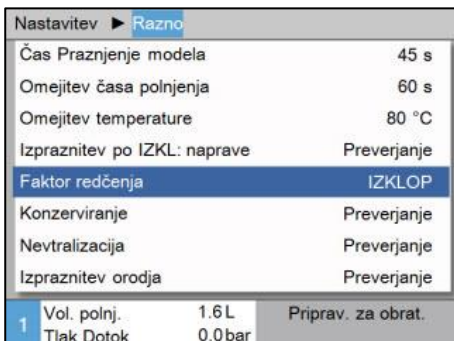 Nastavitev ► Razno
Čas Praznjenje modela 45 s
Omejitev časa polnjenja 60 s
Omejitev temperature 80 °C
Izpraznitev po IZKL: naprave Preverjanje
Faktor redčenja IZKLOP
Konzerviranje Preverjanje
Nevtralizacija Preverjanje
Izpraznitev orodja Preverjanje
1 Vol. polnj. 1.6 L Priprav. za obrat.
Tlak Dotok 0.0 bar